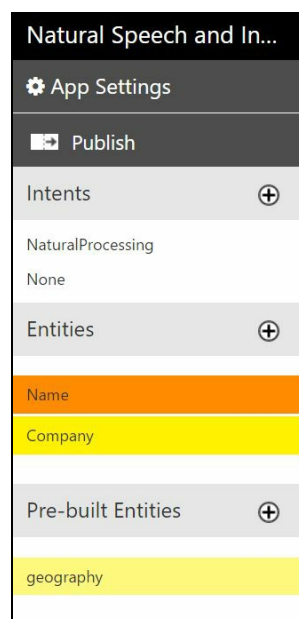 Natural Speech and In...
App Settings
Publish
Intents
NaturalProcessing
None
Entities
Name
Company
Pre-built Entities
geography